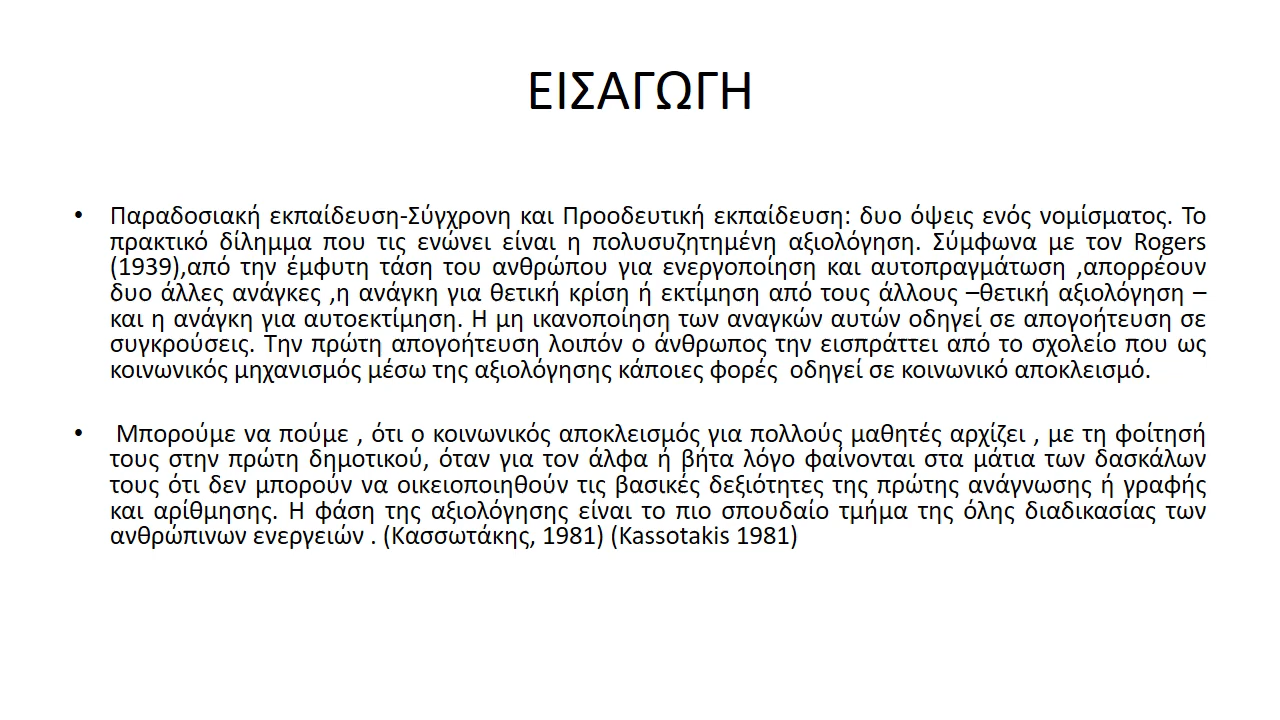 ΕΙΣΑΓΩΓΗ
• Παραδοσιακή εκπαίδευση-Σύγχρονη και Προοδευτική εκπαίδευση: δυο όψεις ενός νομίσματος. Το
πρακτικό δίλημμα που τις ενώνει είναι η πολυσυζητημένη αξιολόγηση. Σύμφωνα με τον Rogers
(1939),από την έμφυτη τάση του ανθρώπου για ενεργοποίηση και αυτοπραγμάτωση ,απορρέουν
δυο άλλες ανάγκες ,η ανάγκη για θετική κρίση ή εκτίμηση από τους άλλους –θετική αξιολόγηση –
και η ανάγκη για αυτοεκτίμηση. Η μη ικανοποίηση των αναγκών αυτών οδηγεί σε απογοήτευση σε
συγκρούσεις. Την πρώτη απογοήτευση λοιπόν ο άνθρωπος την εισπράττει από το σχολείο που ως
κοινωνικός μηχανισμός μέσω της αξιολόγησης κάποιες φορές  οδηγεί σε κοινωνικό αποκλεισμό.
• Μπορούμε να πούμε , ότι ο κοινωνικός αποκλεισμός για πολλούς μαθητές αρχίζει , με τη φοίτησή
τους στην πρώτη δημοτικού, όταν για τον άλφα ή βήτα λόγο φαίνονται στα μάτια των δασκάλων
τους ότι δεν μπορούν να οικειοποιηθούν τις βασικές δεξιότητες της πρώτης ανάγνωσης ή γραφής
και αρίθμησης. Η φάση της αξιολόγησης είναι το πιο σπουδαίο τμήμα της όλης διαδικασίας των
ανθρώπινων ενεργειών . (Κασσωτάκης, 1981) (Kassotakis 1981)